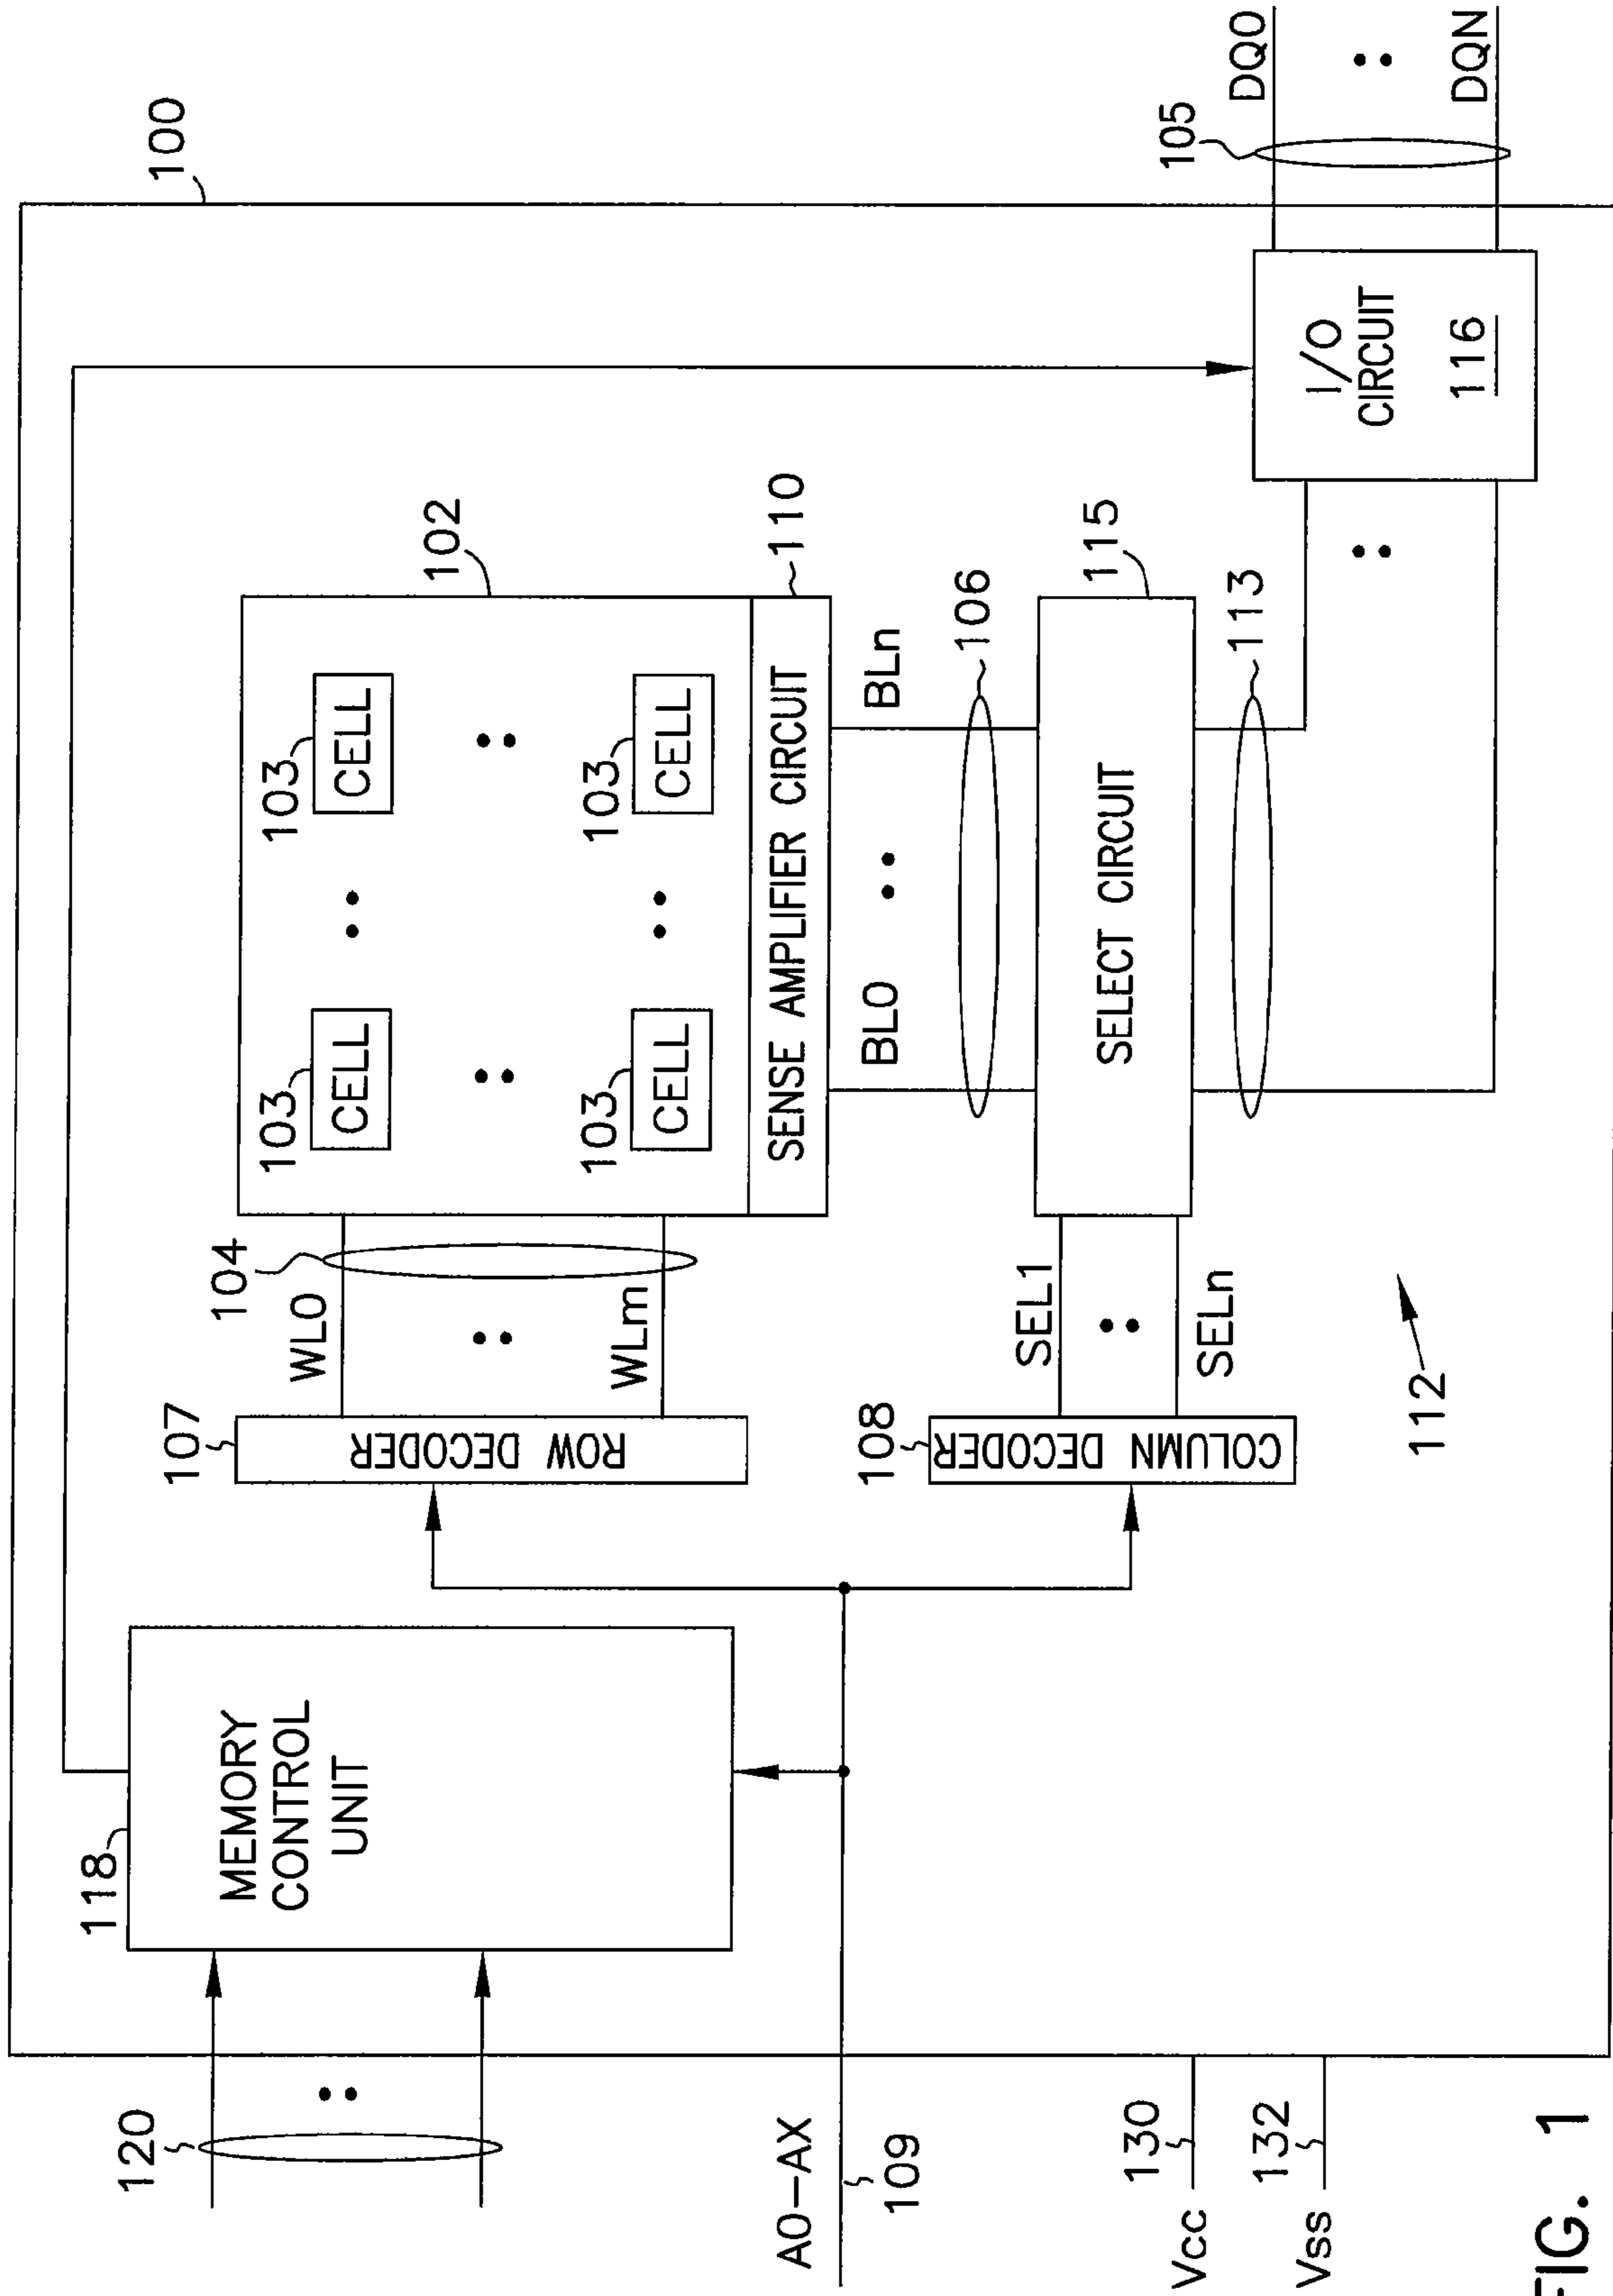 100
118
MEMORY
CONTROL
UNIT
120
107
ROW DECODER
104
WL0
WLm
102
103
CELL
103
CELL
103
CELL
103
CELL
SENSE AMPLIFIER CIRCUIT
110
BL0
BLn
106
A0–AX
109
108
COLUMN DECODER
SEL1
SELn
SELECT CIRCUIT
115
113
112
I/O
CIRCUIT
116
105
DQ0
DQN
Vcc
130
Vss
132
FIG. 1